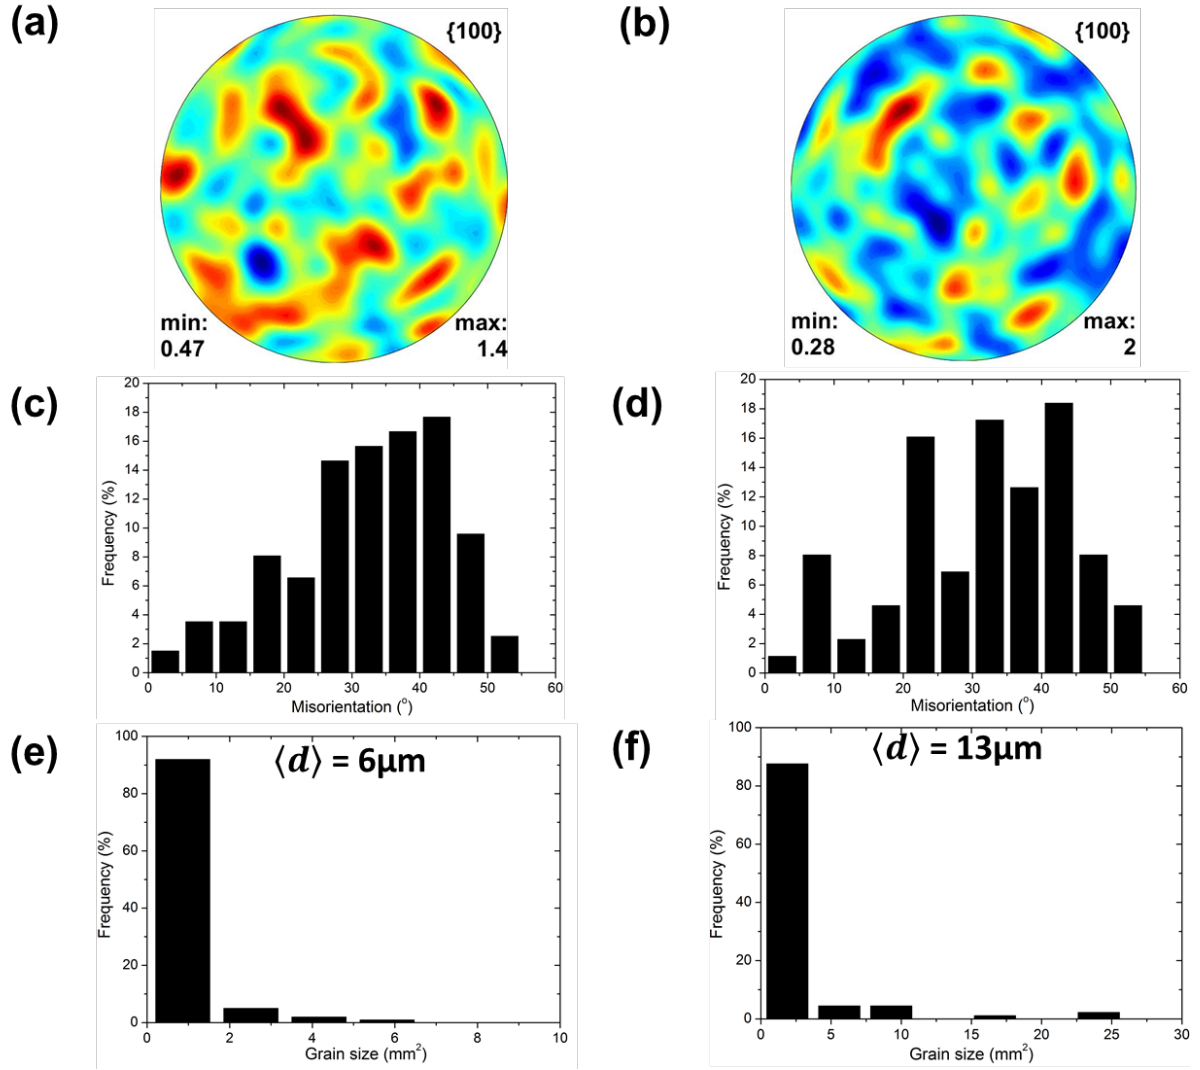 (a)
{100}
min:
0.47
max:
1.4
(b)
{100}
min:
0.28
max:
2
(c)
20
18
16
14
12
10
8
6
4
2
0
Frequency (%)
0 10 20 30 40 50 60
Misorientation (°)
(d)
20
18
16
14
12
10
8
6
4
2
0
Frequency (%)
0 10 20 30 40 50 60
Misorientation (°)
(e)
⟨d⟩ = 6μm
100
80
60
40
20
0
Frequency (%)
0 2 4 6 8 10
Grain size (mm²)
(f)
⟨d⟩ = 13μm
100
80
60
40
20
0
Frequency (%)
0 5 10 15 20 25 30
Grain size (mm²)